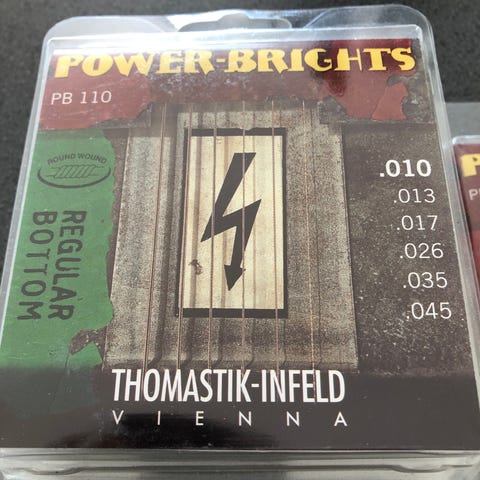 POWER-BRIGHTS
PB 110
ROUND WOUND
REGULAR
BOTTOM
.010
.013
.017
.026
.035
.045
THOMASTIK-INFELD
VIENNA
P